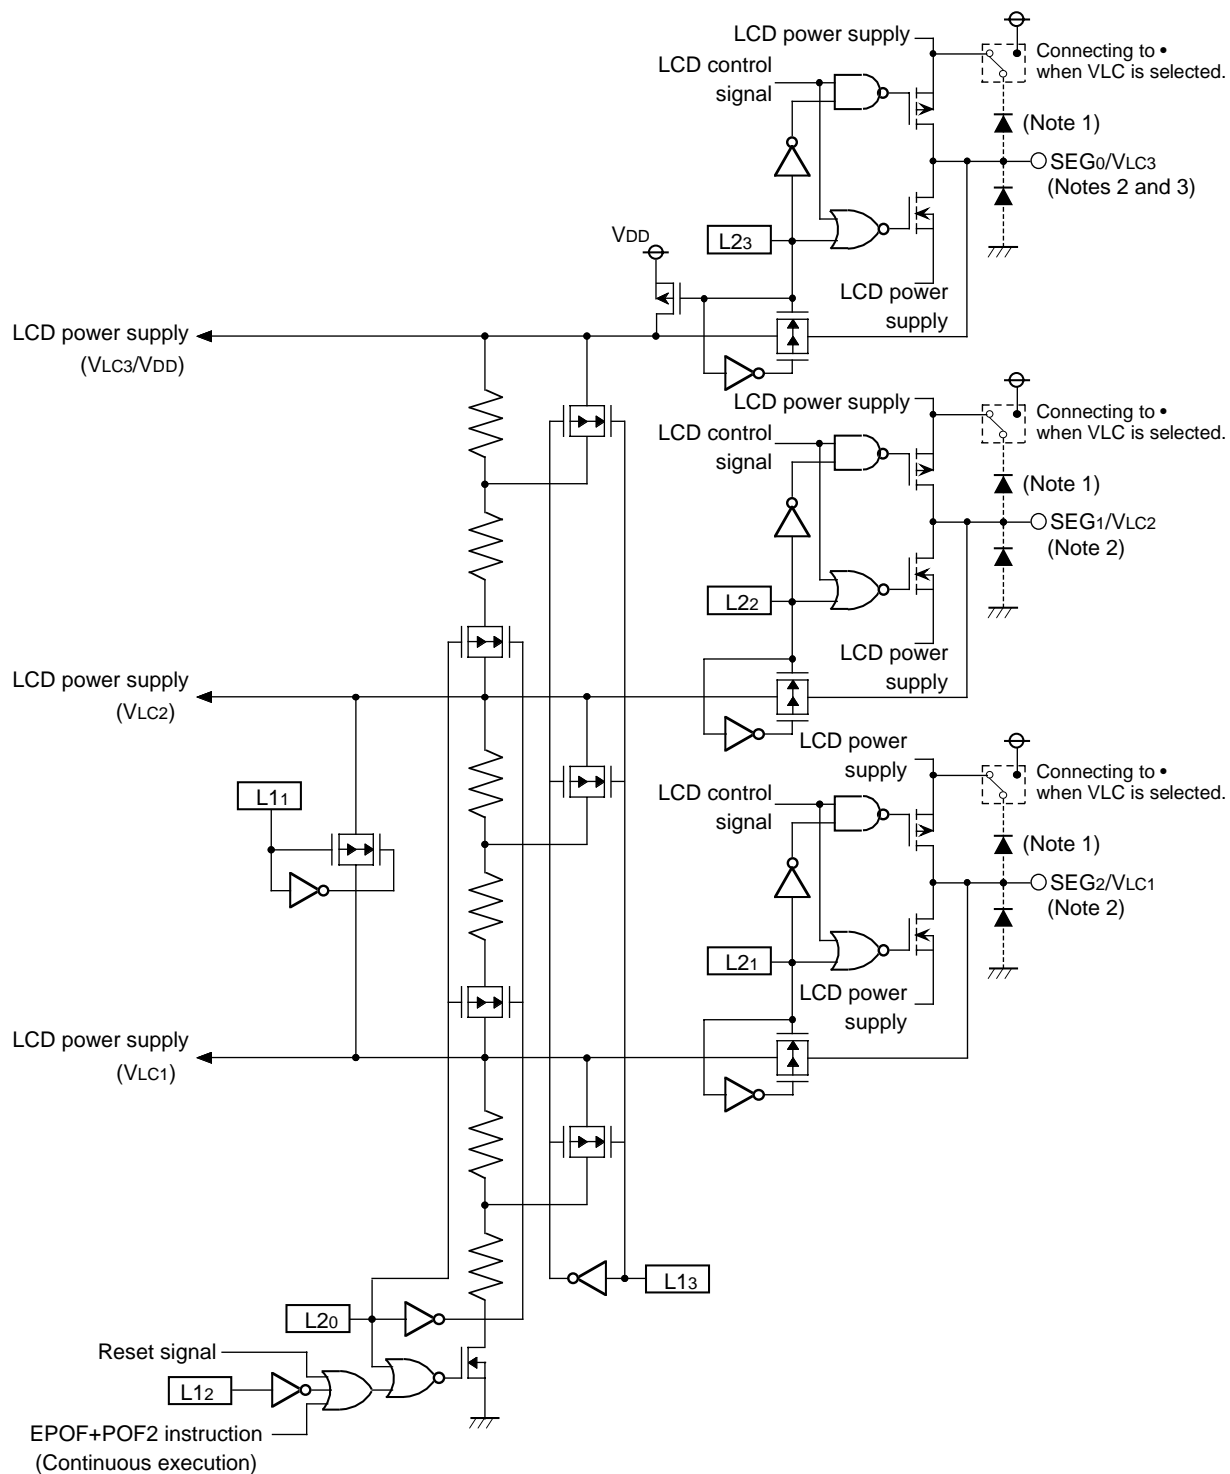 LCD power supply
Connecting to •
when VLC is selected.
LCD control
signal
(Note 1)
SEG0/VLC3
(Notes 2 and 3)
L23
VDD
LCD power
supply
LCD power supply
(VLC3/VDD)
LCD power supply
Connecting to •
when VLC is selected.
LCD control
signal
(Note 1)
SEG1/VLC2
(Note 2)
L22
LCD power
supply
LCD power supply
(VLC2)
LCD power
supply
Connecting to •
when VLC is selected.
L11
LCD control
signal
(Note 1)
SEG2/VLC1
(Note 2)
L21
LCD power
supply
LCD power supply
(VLC1)
L13
L20
Reset signal
L12
EPOF+POF2 instruction
(Continuous execution)